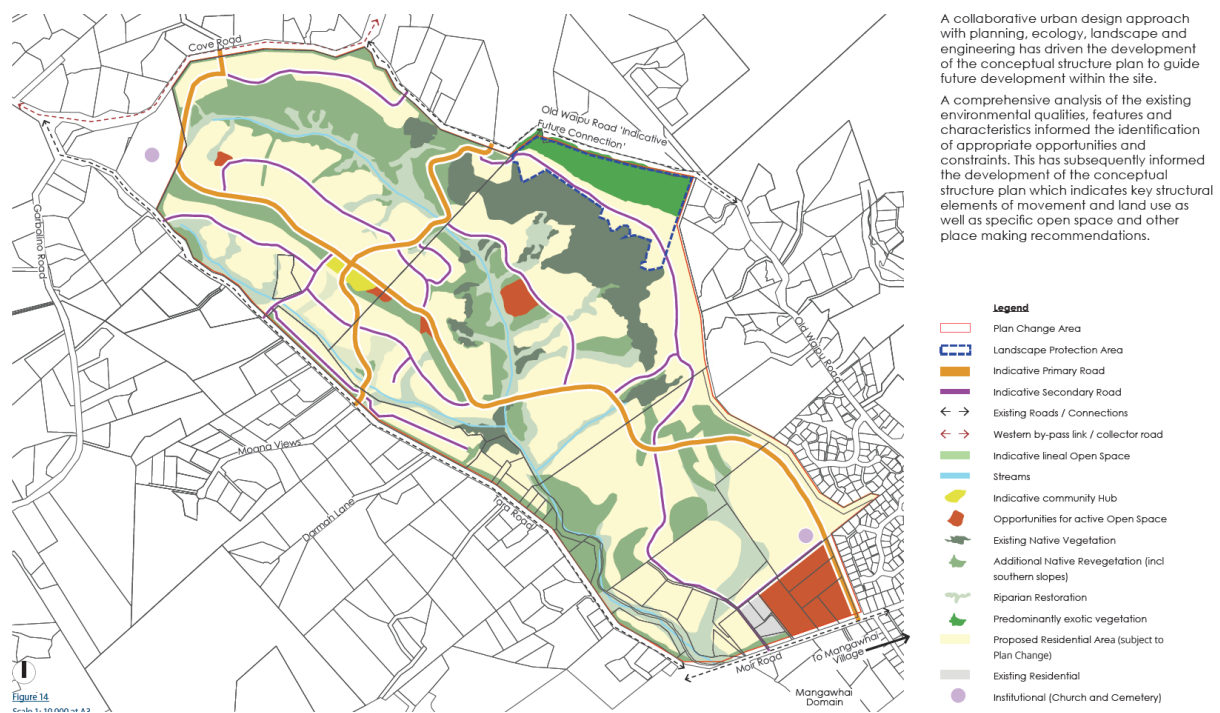 A collaborative urban design approach
with planning, ecology, landscape and
engineering has driven the development
of the conceptual structure plan to guide
future development within the site.
A comprehensive analysis of the existing
environmental qualities, features and
characteristics informed the identification
of appropriate opportunities and
constraints. This has subsequently informed
the development of the conceptual
structure plan which indicates key structural
elements of movement and land use as
well as specific open space and other
place making recommendations.
Cove Road
Old Waipu Road 'Indicative
Future Connection'
Garbolino Road
Old Waipu Road
Moana Views
Darmah Lane
Tara Road
Moir Road
To Mangawhai
Village
Mangawhai
Domain
Legend
Plan Change Area
Landscape Protection Area
Indicative Primary Road
Indicative Secondary Road
Existing Roads / Connections
Western by-pass link / collector road
Indicative lineal Open Space
Streams
Indicative community Hub
Opportunities for active Open Space
Existing Native Vegetation
Additional Native Revegetation (incl
southern slopes)
Riparian Restoration
Predominantly exotic vegetation
Proposed Residential Area (subject to
Plan Change)
Existing Residential
Institutional (Church and Cemetery)
Figure 14
Scale 1: 10 000 at A3